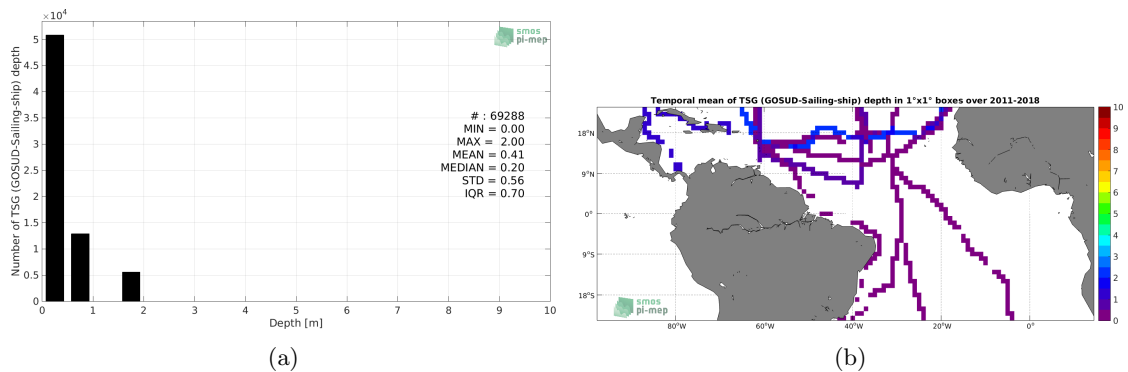 ×10⁴
5
4.5
4
3.5
3
2.5
2
1.5
1
0.5
0
Number of TSG (GOSUD-Sailing-ship) depth
0 1 2 3 4 5 6 7 8 9 10
Depth [m]
smos
pi-mep
# : 69288
MIN = 0.00
MAX = 2.00
MEAN = 0.41
MEDIAN = 0.20
STD = 0.56
IQR = 0.70
(a)
Temporal mean of TSG (GOSUD-Sailing-ship) depth in 1°x1° boxes over 2011-2018
18°N
9°N
0°
9°S
18°S
80°W 60°W 40°W 20°W 0°
smos
pi-mep
10
9
8
7
6
5
4
3
2
1
0
(b)